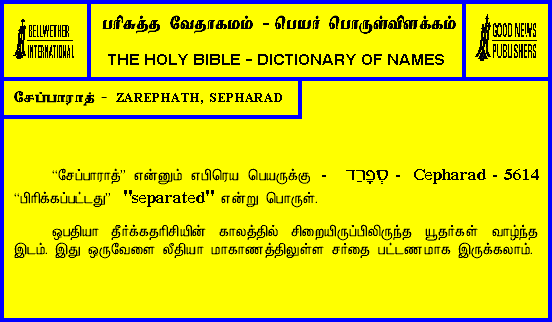 BELLWETHER
INTERNATIONAL
பரிசுத்த வேதாகமம் - பெயர் பொருள்விளக்கம்
THE HOLY BIBLE - DICTIONARY OF NAMES
GOOD NEWS
PUBLISHERS
சேப்பாராத் - ZAREPHATH, SEPHARAD
“சேப்பாராத்” என்னும் எபிரெய பெயருக்கு - סְפָרַד - Cepharad - 5614
“பிரிக்கப்பட்டது” "separated" என்று பொருள்.
ஒபதியா தீர்க்கதரிசியின் காலத்தில் சிறையிருப்பிலிருந்த யூதர்கள் வாழ்ந்த
இடம். இது ஒருவேளை லீதியா மாகாணத்திலுள்ள சர்தை பட்டணமாக இருக்கலாம்.